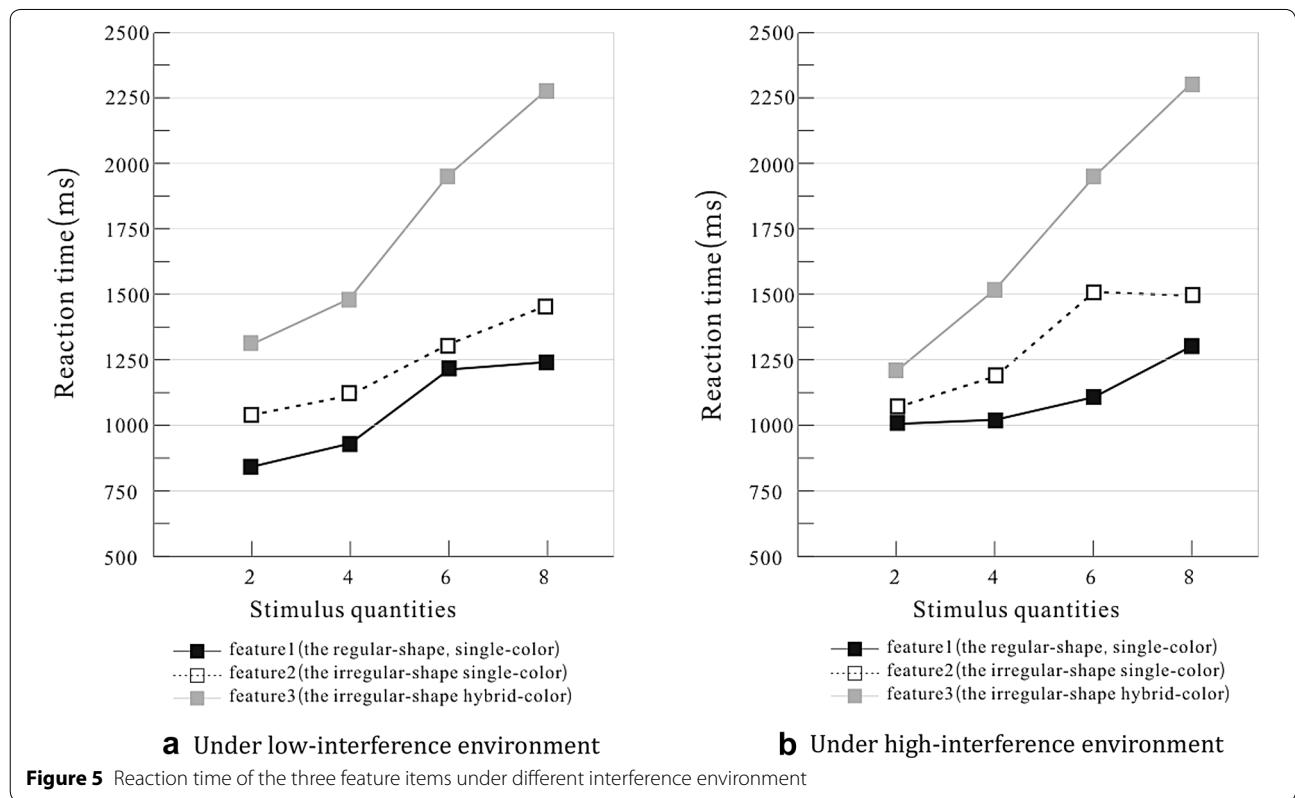 2500
2250
2000
1750
1500
1250
1000
750
500
Reaction time(ms)
2 4 6 8
Stimulus quantities
feature1(the regular-shape, single-color)
feature2(the irregular-shape single-color)
feature3(the irregular-shape hybrid-color)
a Under low-interference environment
2500
2250
2000
1750
1500
1250
1000
750
500
Reaction time(ms)
2 4 6 8
Stimulus quantities
feature1(the regular-shape, single-color)
feature2(the irregular-shape single-color)
feature3(the irregular-shape hybrid-color)
b Under high-interference environment
Figure 5 Reaction time of the three feature items under different interference environment